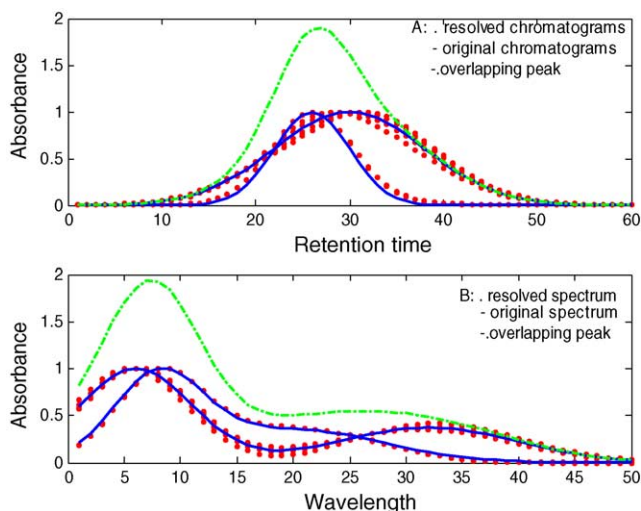 2
A: . resolved chromatograms
- original chromatograms
-.overlapping peak
1.5
1
0.5
0
Absorbance
0 10 20 30 40 50 60
Retention time
2
B: . resolved spectrum
- original spectrum
-.overlapping peak
1.5
1
0.5
0
Absorbance
0 5 10 15 20 25 30 35 40 45 50
Wavelength